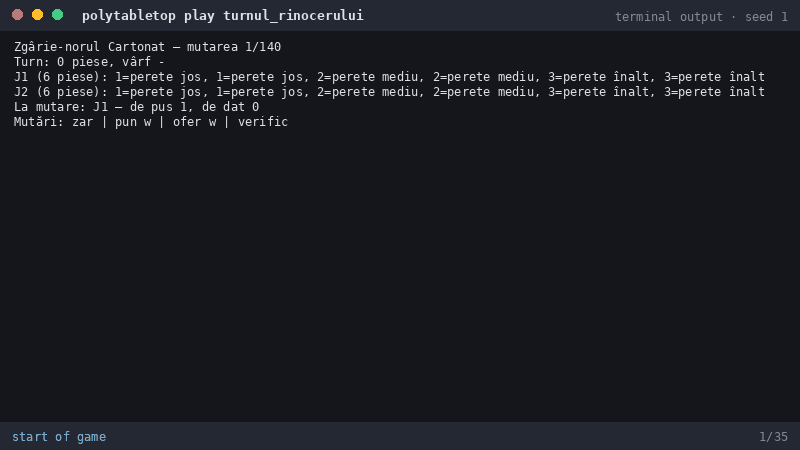 polytabletop play turnul_rinocerului
terminal output · seed 1
Zgârie-norul Cartonat — mutarea 1/140
Turn: 0 piese, vârf -
J1 (6 piese): 1=perete jos, 1=perete jos, 2=perete mediu, 2=perete mediu, 3=perete înalt, 3=perete înalt
J2 (6 piese): 1=perete jos, 1=perete jos, 2=perete mediu, 2=perete mediu, 3=perete înalt, 3=perete înalt
La mutare: J1 — de pus 1, de dat 0
Mutări: zar | pun w | ofer w | verific
start of game
1/35